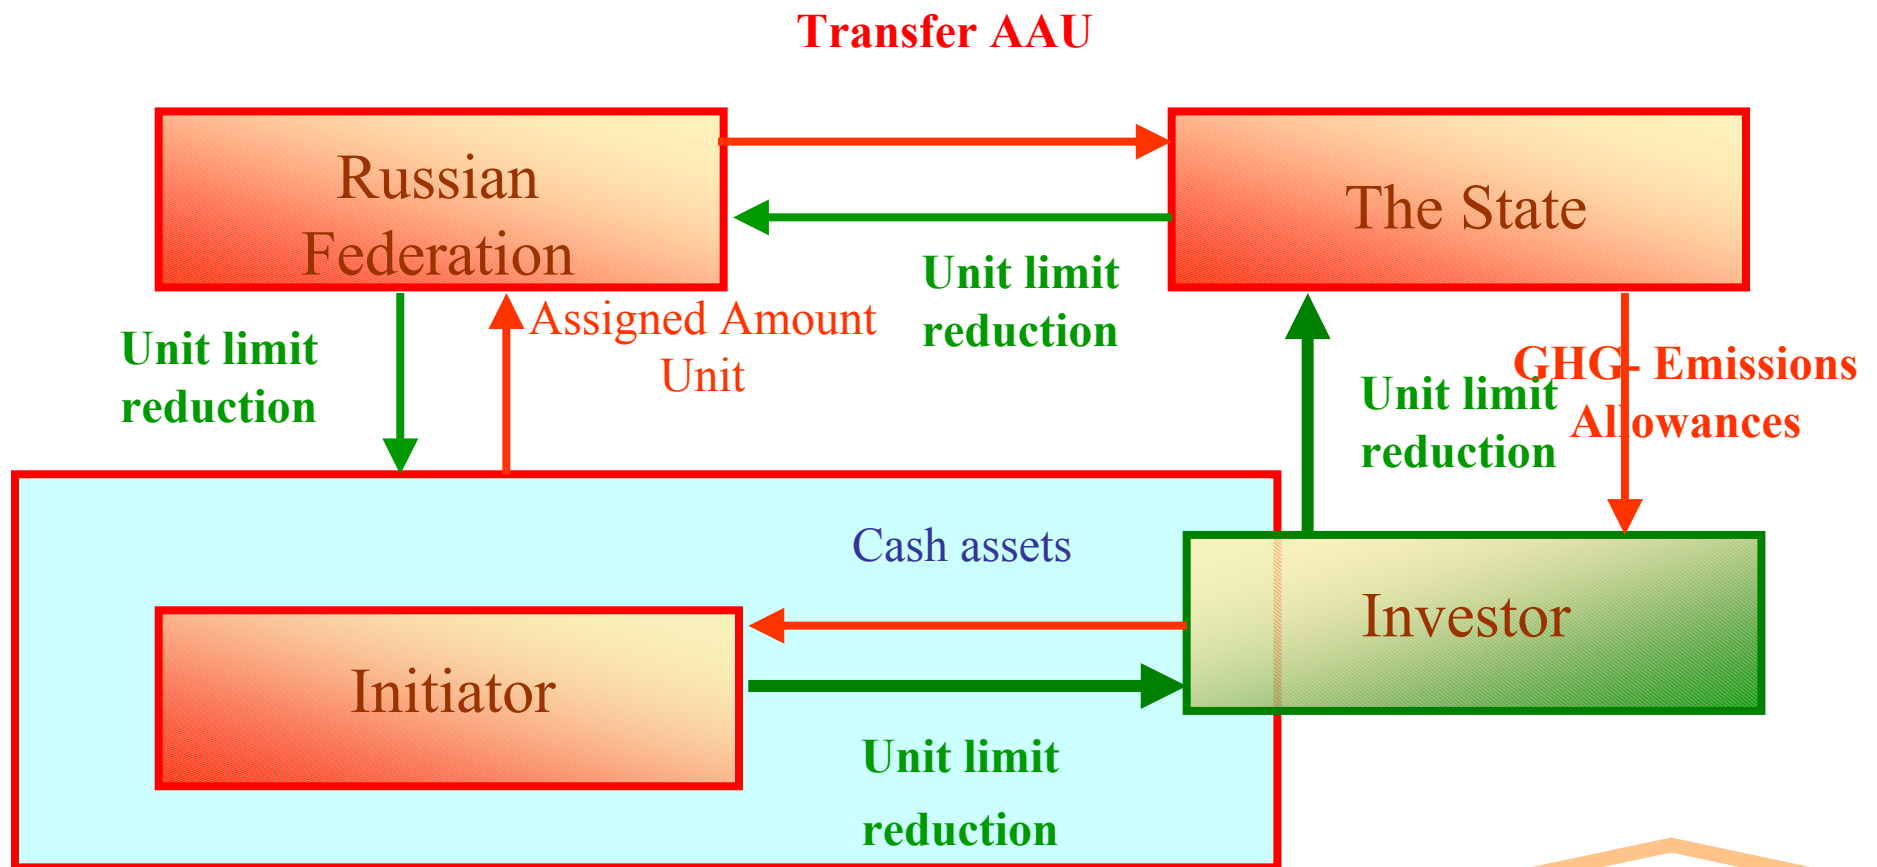 Transfer AAU
Russian
Federation
The State
Unit limit
reduction
Assigned Amount
Unit
Unit limit
reduction
GHG- Emissions
Allowances
Unit limit
reduction
Cash assets
Investor
Initiator
Unit limit
reduction